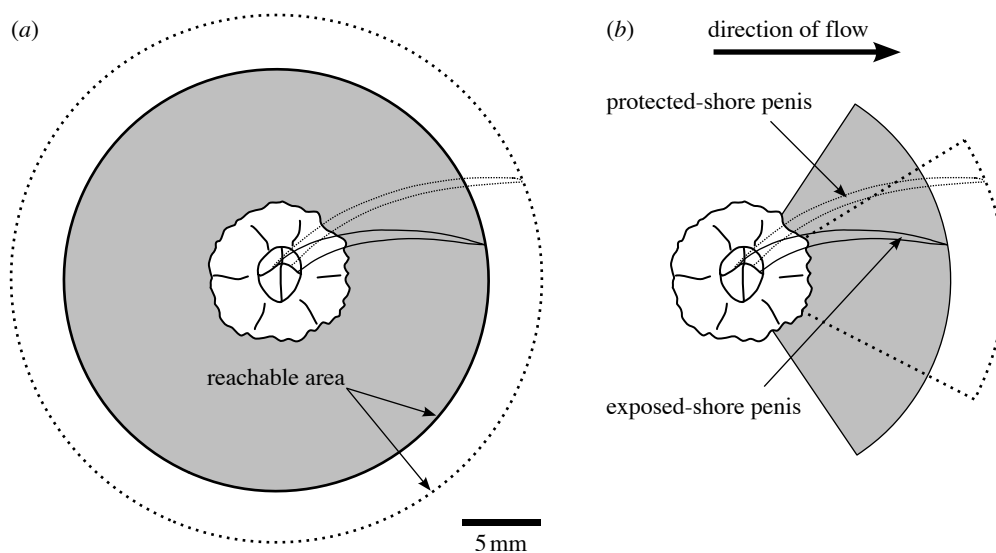 (a)
reachable area
5 mm
(b)
direction of flow
protected-shore penis
exposed-shore penis